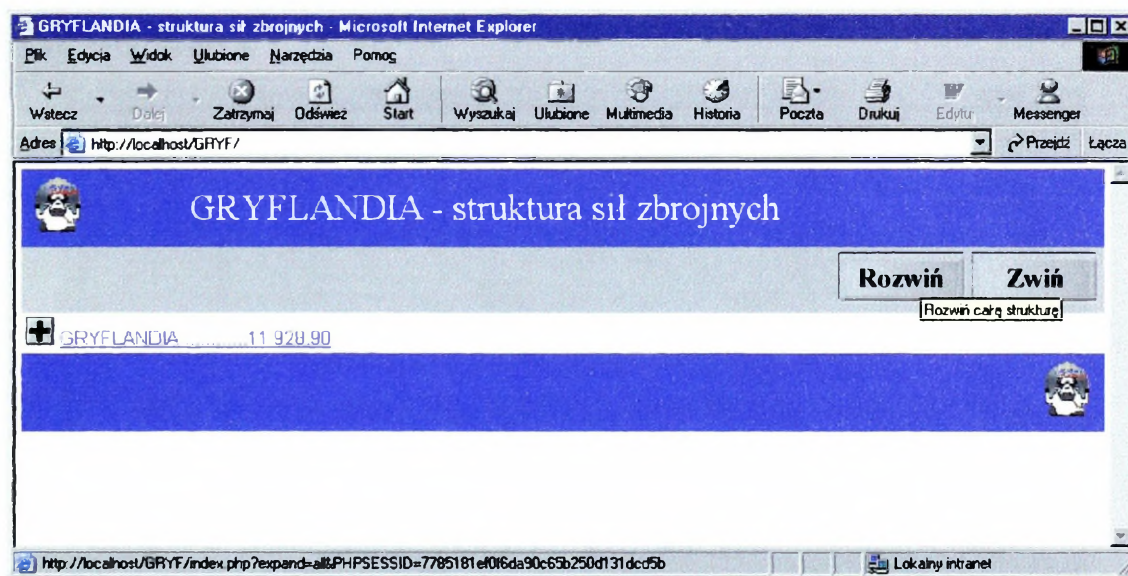 GRYFLANDIA - struktura sił zbrojnych - Microsoft Internet Explorer
Plik Edycja Widok Ulubione Narzędzia Pomoc
Wstecz Dalej Zatrzymaj Odśwież Start Wyszukaj Ulubione Multimedia Historia Poczta Drukuj Edytuj Messenger
Adres http://localhost/GRYF/ Przejdź Łącza
GRYFLANDIA - struktura sił zbrojnych
Rozwiń Zwiń
Rozwiń całą strukturę
GRYFLANDIA ............11 928.90
http://localhost/GRYF/index.php?expand=all&PHPSESSID=7785181ef0f6da90c65b250d131dcd5b Lokalny intranet